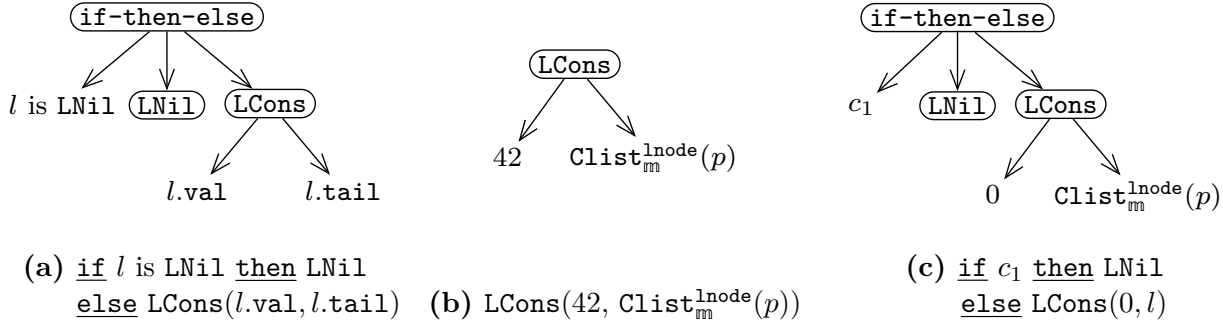 if-then-else
l is LNil LNil LCons
l.val l.tail
LCons
42 Clist_𝕞^lnode(p)
if-then-else
c₁ LNil LCons
0 Clist_𝕞^lnode(p)
(a) if l is LNil then LNil
else LCons(l.val, l.tail)
(b) LCons(42, Clist_𝕞^lnode(p))
(c) if c₁ then LNil
else LCons(0, l)